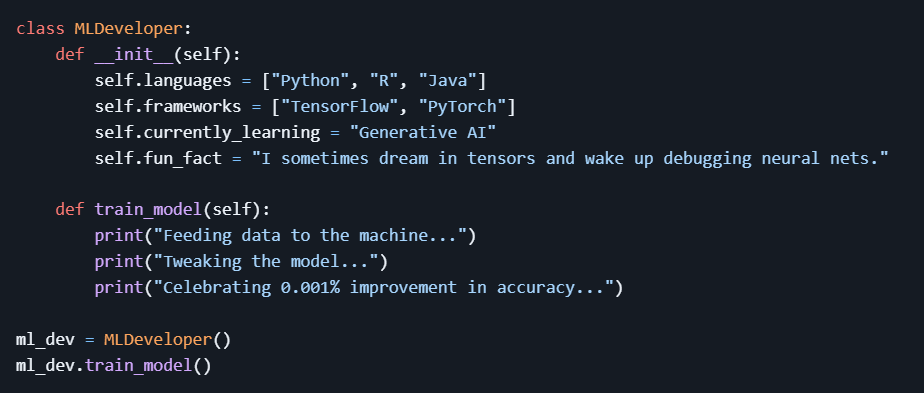 class MLDeveloper:
    def __init__(self):
        self.languages = ["Python", "R", "Java"]
        self.frameworks = ["TensorFlow", "PyTorch"]
        self.currently_learning = "Generative AI"
        self.fun_fact = "I sometimes dream in tensors and wake up debugging neural nets."

    def train_model(self):
        print("Feeding data to the machine...")
        print("Tweaking the model...")
        print("Celebrating 0.001% improvement in accuracy...")

ml_dev = MLDeveloper()
ml_dev.train_model()